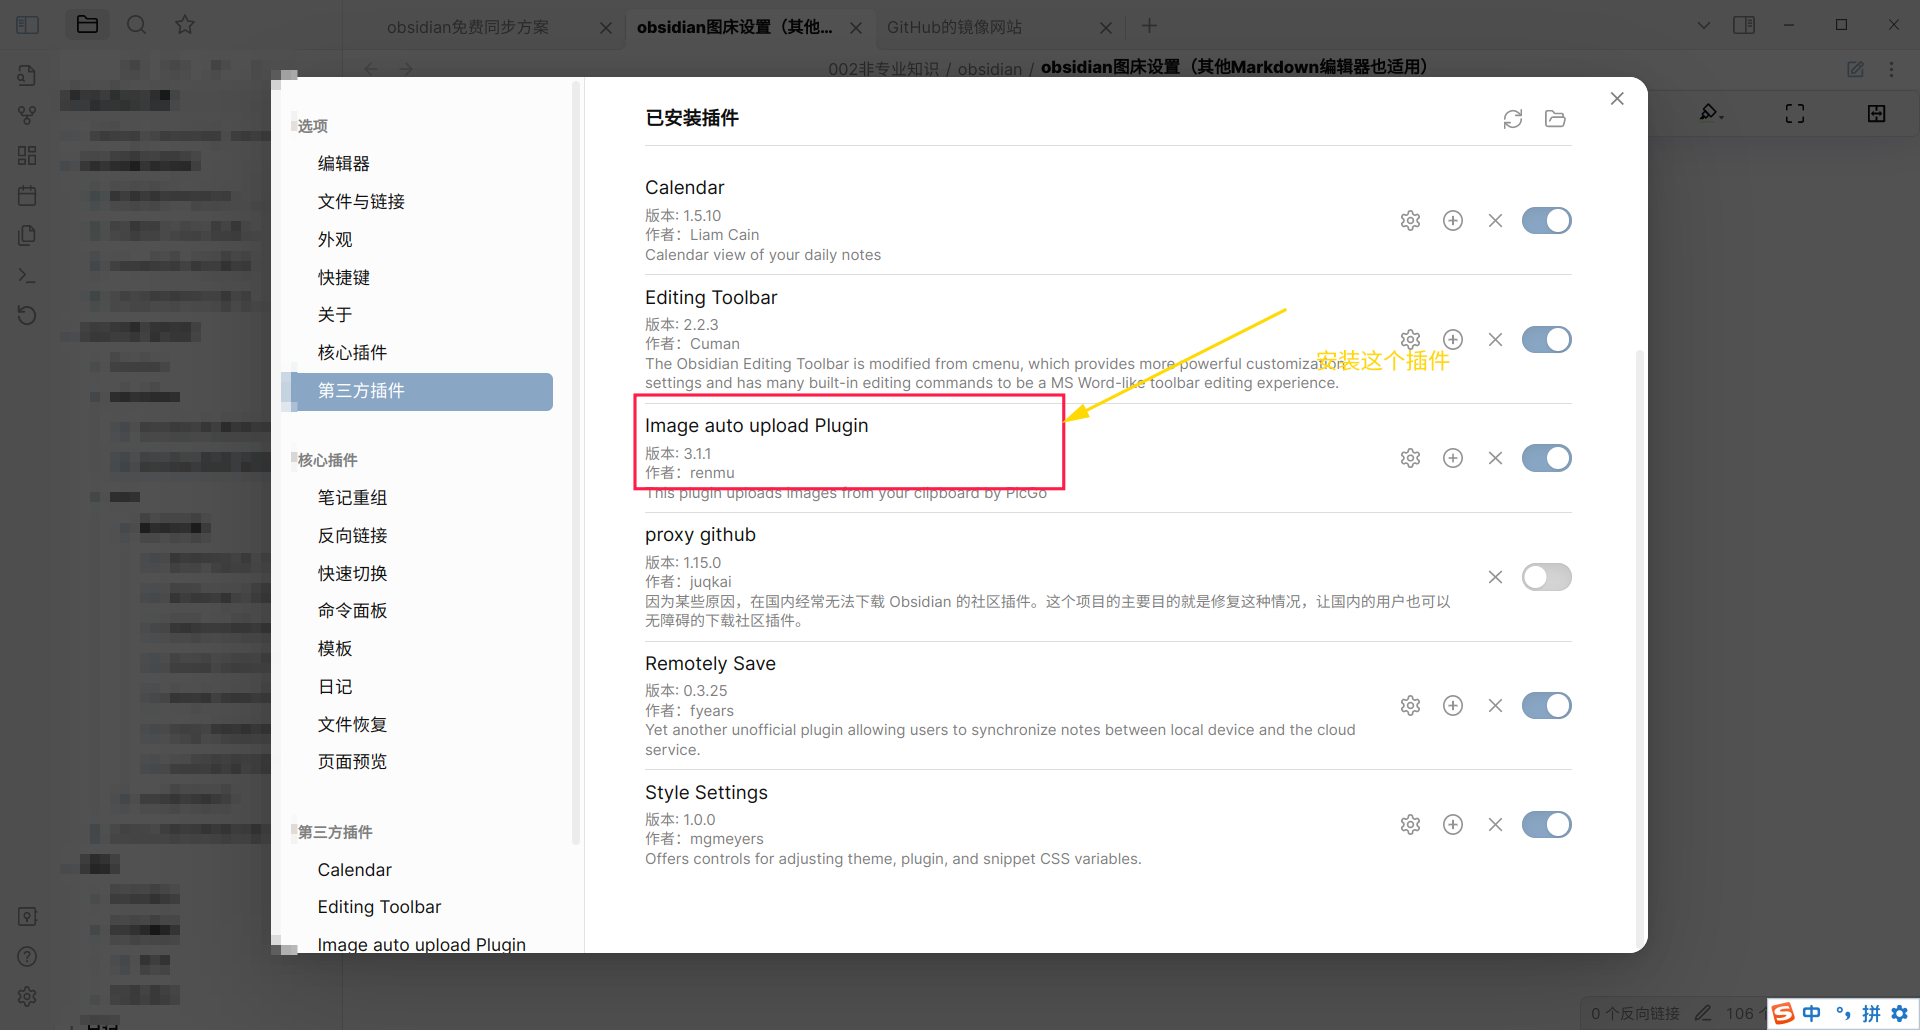 obsidian免费同步方案
obsidian图床设置（其他...
GitHub的镜像网站
002非专业知识 / obsidian / obsidian图床设置（其他Markdown编辑器也适用）
选项
编辑器
文件与链接
外观
快捷键
关于
核心插件
第三方插件
核心插件
笔记重组
反向链接
快速切换
命令面板
模板
日记
文件恢复
页面预览
第三方插件
Calendar
Editing Toolbar
Image auto upload Plugin
已安装插件
Calendar
版本: 1.5.10
作者：Liam Cain
Calendar view of your daily notes
Editing Toolbar
版本: 2.2.3
作者：Cuman
The Obsidian Editing Toolbar is modified from cmenu, which provides more powerful customization
settings and has many built-in editing commands to be a MS Word-like toolbar editing experience.
安装这个插件
Image auto upload Plugin
版本: 3.1.1
作者：renmu
This plugin uploads images from your clipboard by PicGo
proxy github
版本: 1.15.0
作者：juqkai
因为某些原因，在国内经常无法下载 Obsidian 的社区插件。这个项目的主要目的就是修复这种情况，让国内的用户也可以
无障碍的下载社区插件。
Remotely Save
版本: 0.3.25
作者：fyears
Yet another unofficial plugin allowing users to synchronize notes between local device and the cloud
service.
Style Settings
版本: 1.0.0
作者：mgmeyers
Offers controls for adjusting theme, plugin, and snippet CSS variables.
0 个反向链接
106
中
拼